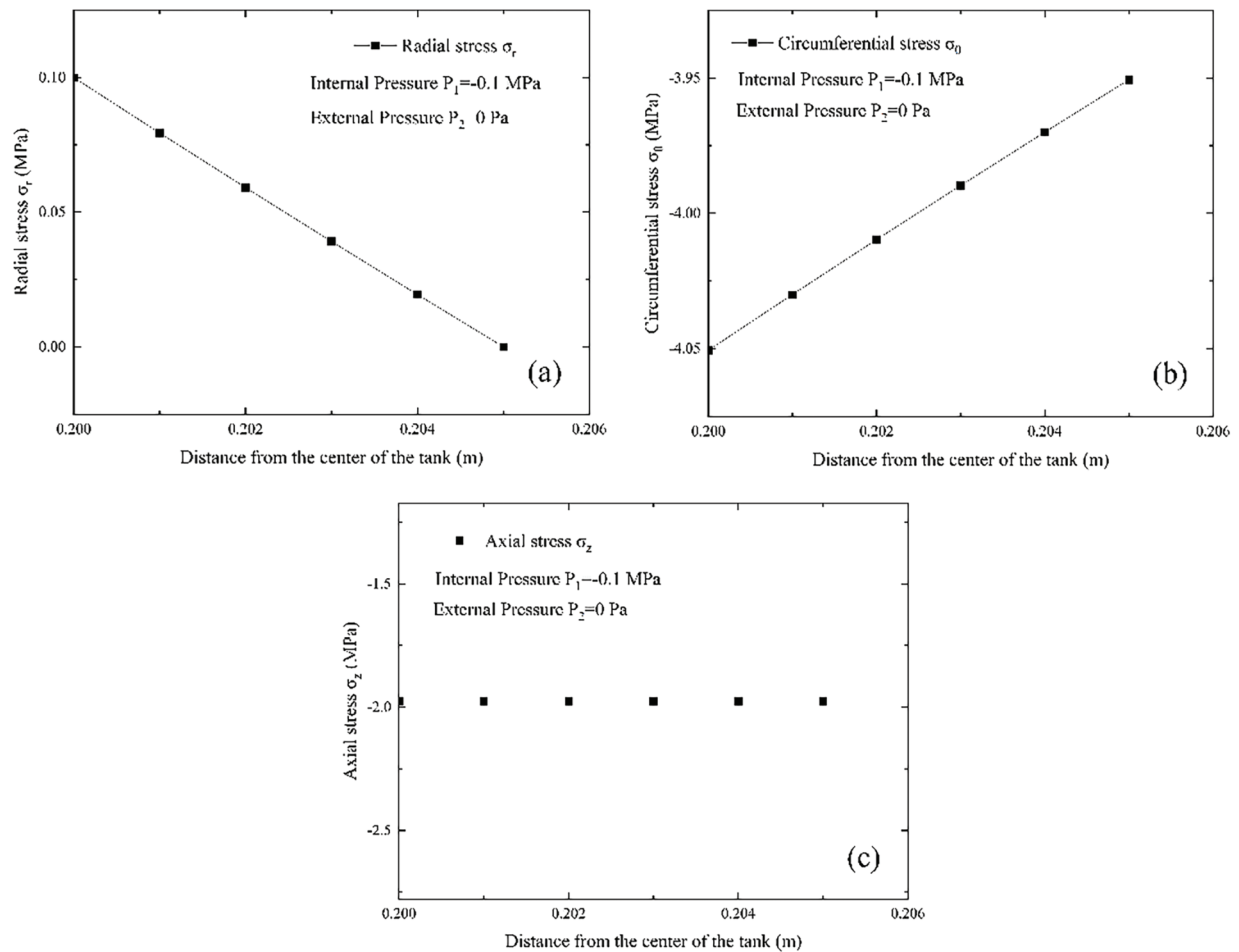 (a)
Radial stress σr
Internal Pressure P1=-0.1 MPa
External Pressure P2 0 Pa
0.10
0.05
0.00
Radial stress σr (MPa)
0.200
0.202
0.204
0.206
Distance from the center of the tank (m)
Circumferential stress σ0
Internal Pressure P1=-0.1 MPa
External Pressure P2=0 Pa
-3.95
-4.00
-4.05
Circumferential stress σ0 (MPa)
(b)
0.200
0.202
0.204
0.206
Distance from the center of the tank (m)
Axial stress σz
Internal Pressure P1=-0.1 MPa
External Pressure P2=0 Pa
-1.5
-2.0
-2.5
Axial stress σz (MPa)
(c)
0.200
0.202
0.204
0.206
Distance from the center of the tank (m)